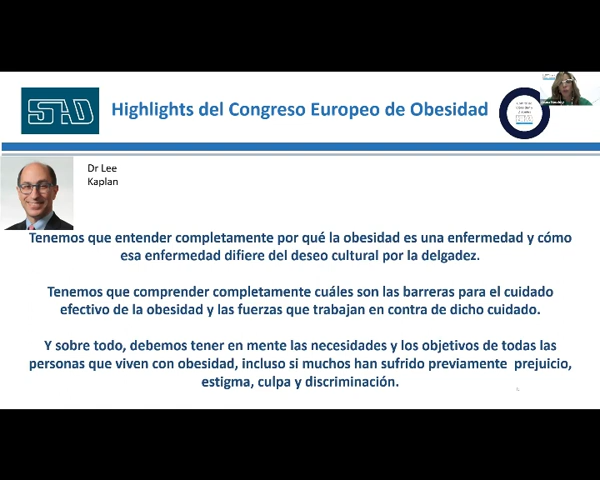 SAD
Highlights del Congreso Europeo de Obesidad
Dr Lee
Kaplan
Tenemos que entender completamente por qué la obesidad es una enfermedad y cómo
esa enfermedad difiere del deseo cultural por la delgadez.
Tenemos que comprender completamente cuáles son las barreras para el cuidado
efectivo de la obesidad y las fuerzas que trabajan en contra de dicho cuidado.
Y sobre todo, debemos tener en mente las necesidades y los objetivos de todas las
personas que viven con obesidad, incluso si muchos han sufrido previamente prejuicio,
estigma, culpa y discriminación.